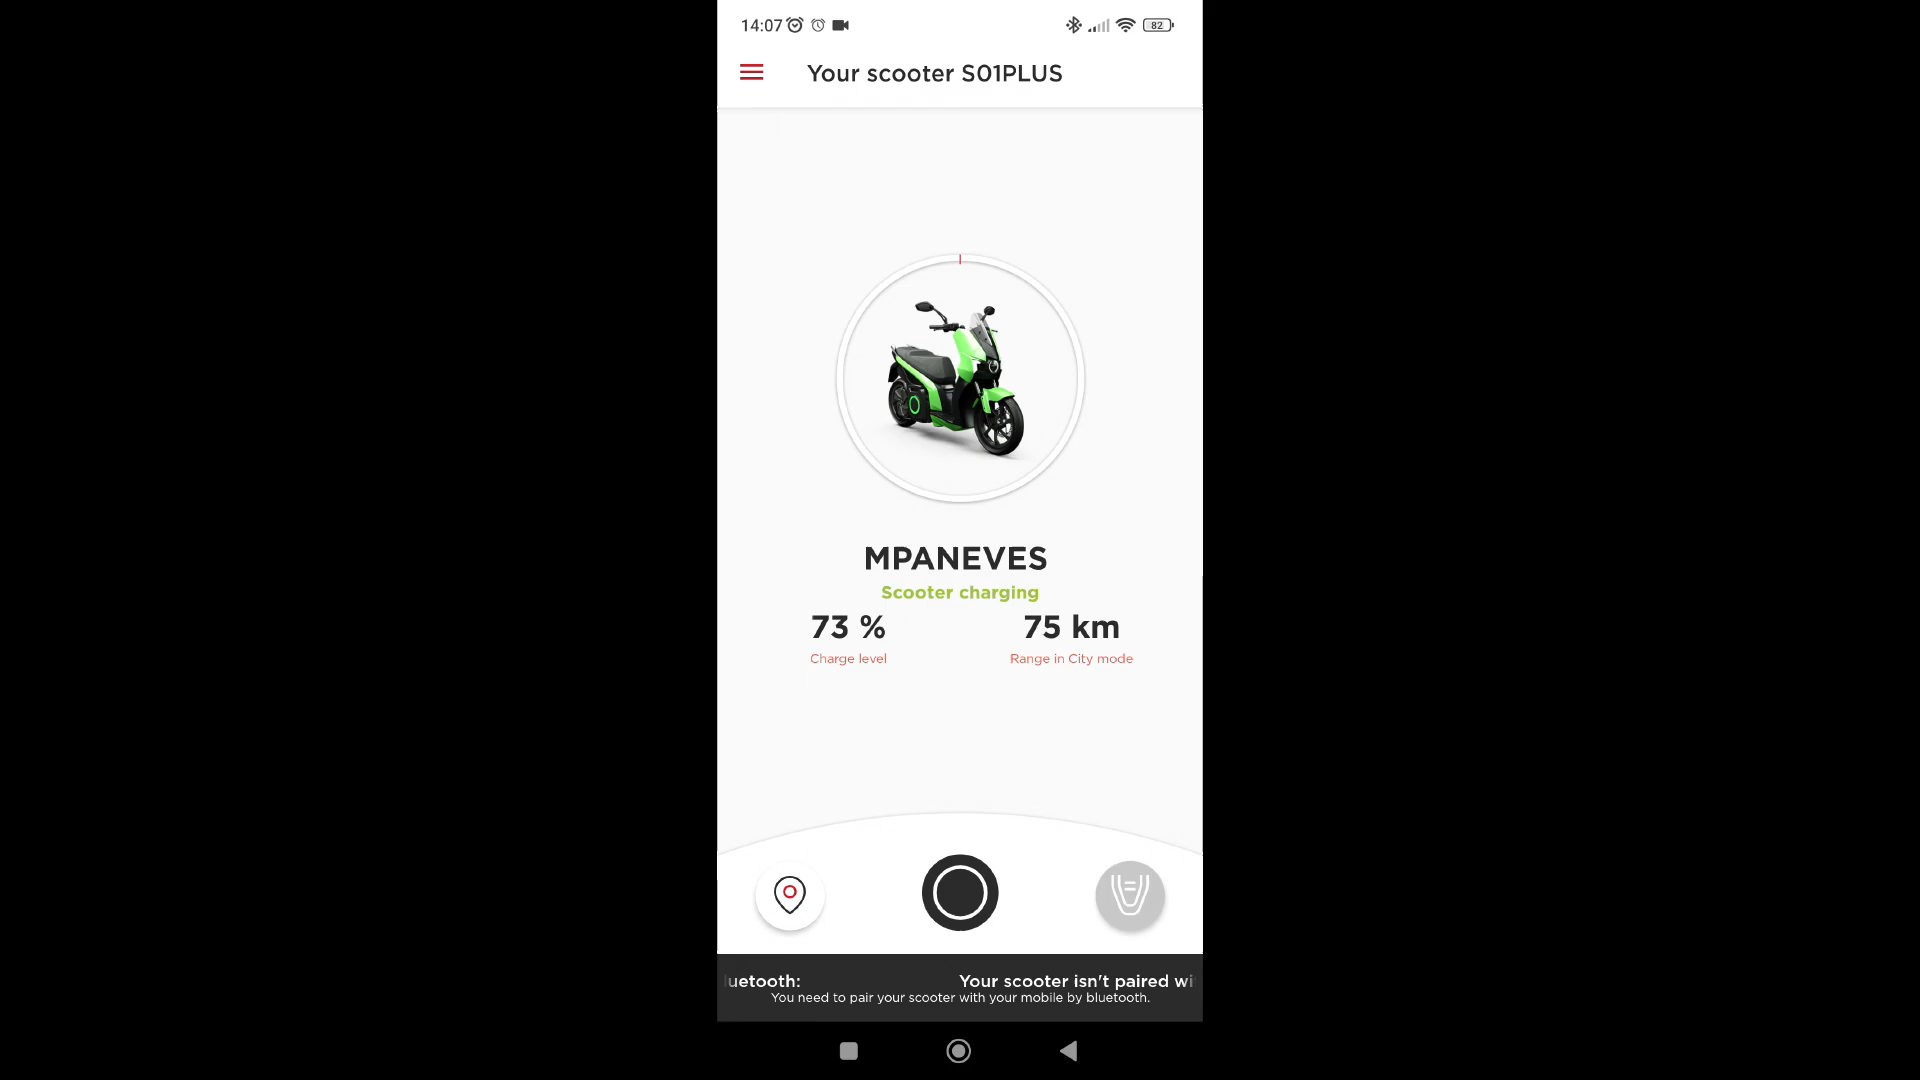 14:07
82
Your scooter S01PLUS
MPANEVES
Scooter charging
73 %
75 km
Charge level
Range in City mode
luetooth:
Your scooter isn't paired wi
You need to pair your scooter with your mobile by bluetooth.